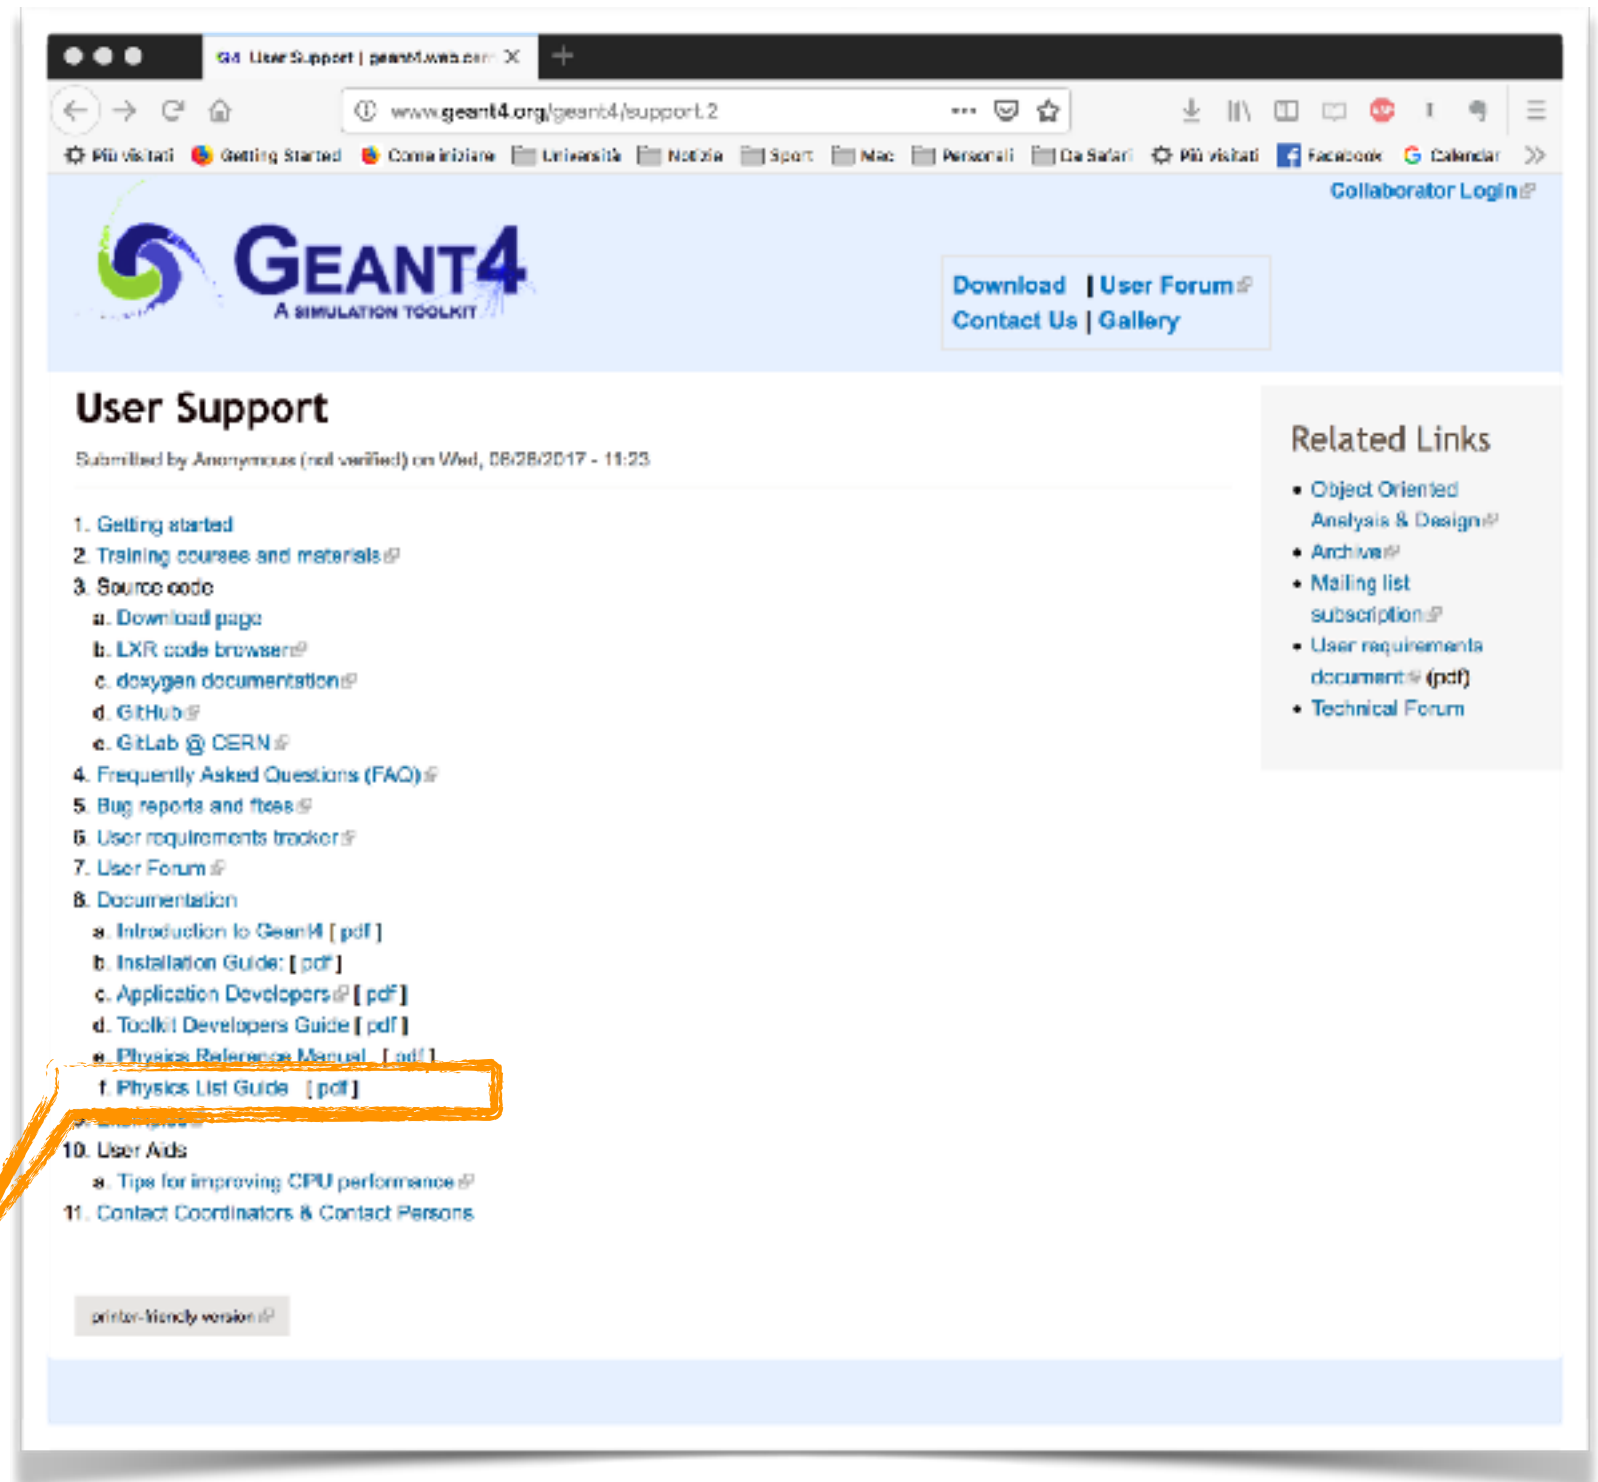 G4 User Support | geant4.web.cern
www.geant4.org/geant4/support.2
Più visitati Getting Started Come iniziare Università Notizie Sport Mac Personali Da Safari Più visitati Facebook Calendar
Collaborator Login
GEANT4
A SIMULATION TOOLKIT
Download | User Forum
Contact Us | Gallery
User Support
Submitted by Anonymous (not verified) on Wed, 06/28/2017 - 11:23
1. Getting started
2. Training courses and materials
3. Source code
a. Download page
b. LXR code browser
c. doxygen documentation
d. GitHub
e. GitLab @ CERN
4. Frequently Asked Questions (FAQ)
5. Bug reports and fixes
6. User requirements tracker
7. User Forum
8. Documentation
a. Introduction to Geant4 [ pdf ]
b. Installation Guide: [ pdf ]
c. Application Developers [ pdf ]
d. Toolkit Developers Guide [ pdf ]
e. Physics Reference Manual [ pdf ]
f. Physics List Guide [ pdf ]
9. Examples
10. User Aids
a. Tips for improving CPU performance
11. Contact Coordinators & Contact Persons
printer-friendly version
Related Links
• Object Oriented
Analysis & Design
• Archive
• Mailing list
subscription
• User requirements
document (pdf)
• Technical Forum